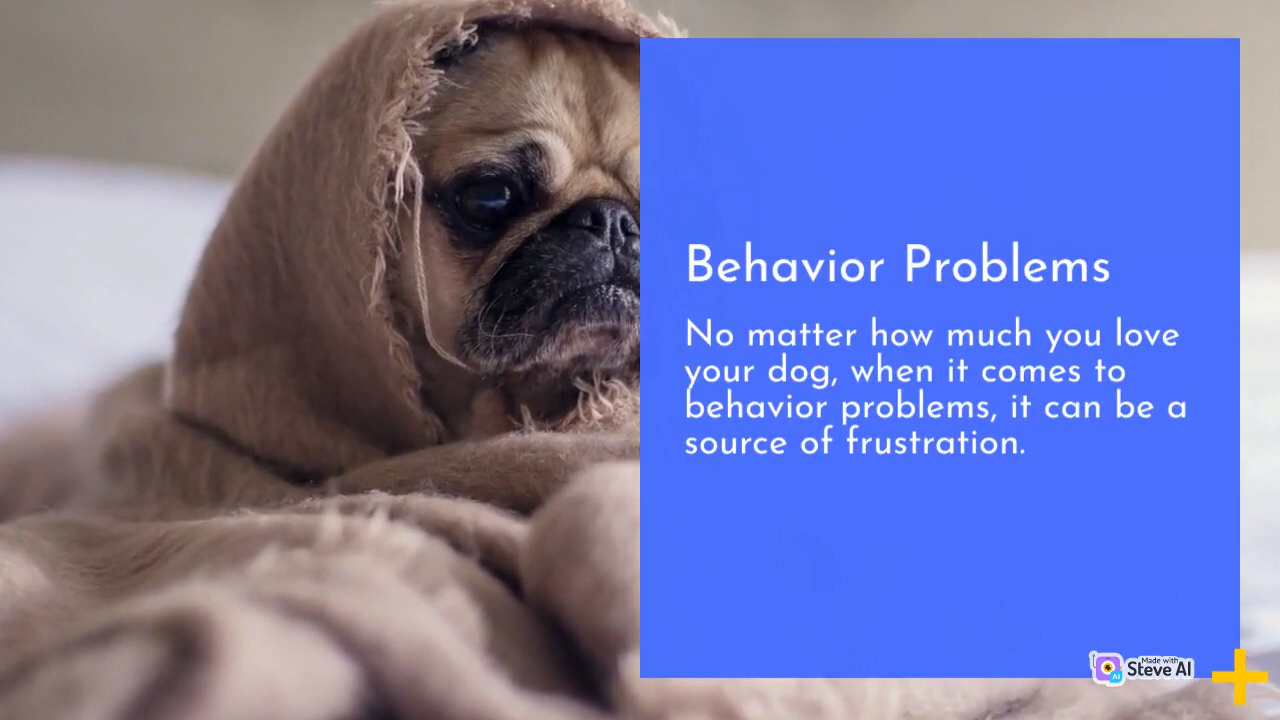 Behavior Problems
No matter how much you love
your dog, when it comes to
behavior problems, it can be a
source of frustration.
Made with
Steve AI
AI